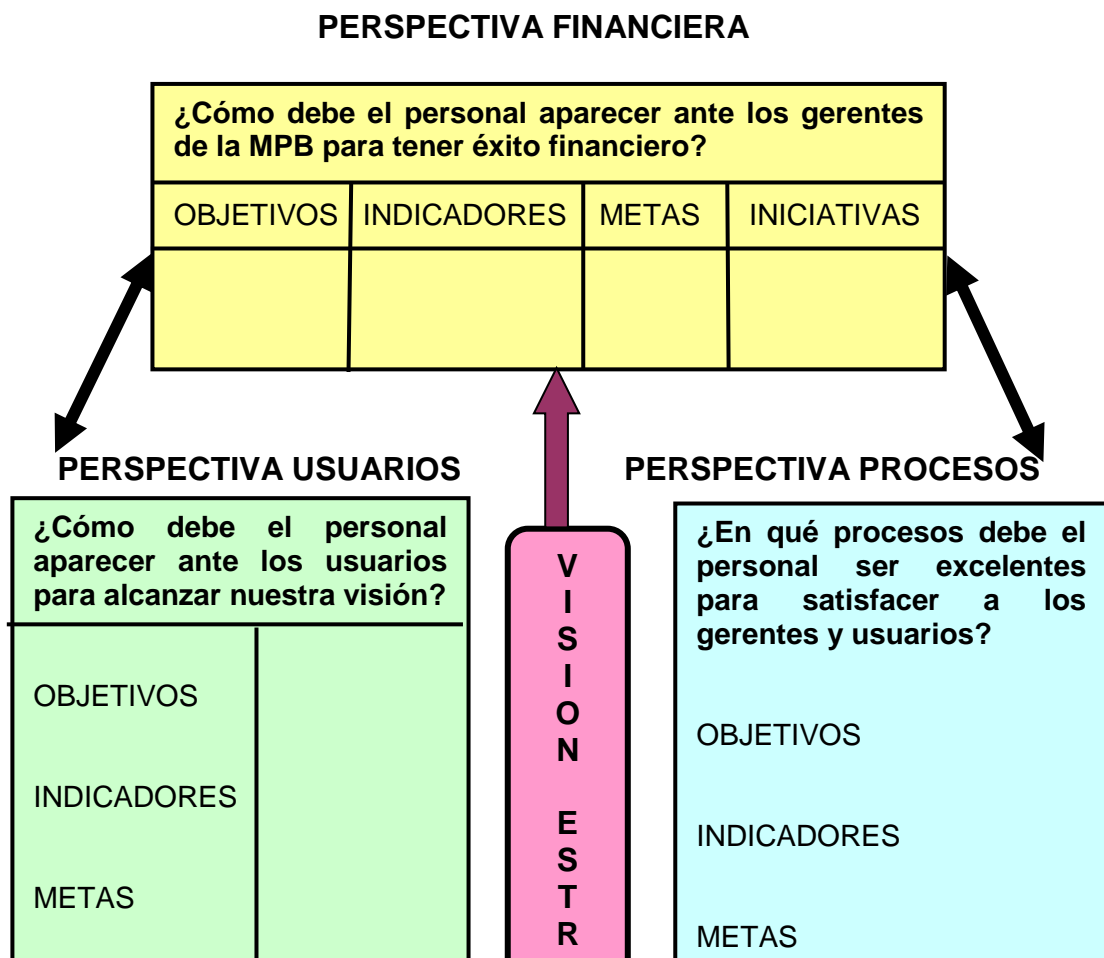 PERSPECTIVA FINANCIERA
¿Cómo debe el personal aparecer ante los gerentes
de la MPB para tener éxito financiero?
OBJETIVOS INDICADORES METAS INICIATIVAS
PERSPECTIVA USUARIOS
¿Cómo debe el personal
aparecer ante los usuarios
para alcanzar nuestra visión?
OBJETIVOS
INDICADORES
METAS
V
I
S
I
O
N
E
S
T
R
PERSPECTIVA PROCESOS
¿En qué procesos debe el
personal ser excelentes
para satisfacer a los
gerentes y usuarios?
OBJETIVOS
INDICADORES
METAS